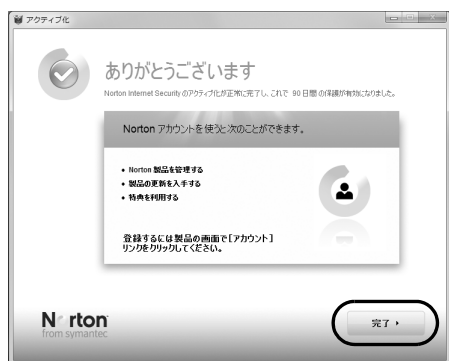 アクティブ化
ありがとうございます
Norton Internet Security のアクティブ化が正常に完了し、これで 90 日間の保護が有効になりました。
Norton アカウントを使うと次のことができます。
• Norton 製品を管理する
• 製品の更新を入手する
• 特典を利用する
登録するには製品の画面で［アカウント］
リンクをクリックしてください。
Norton
from symantec
完了